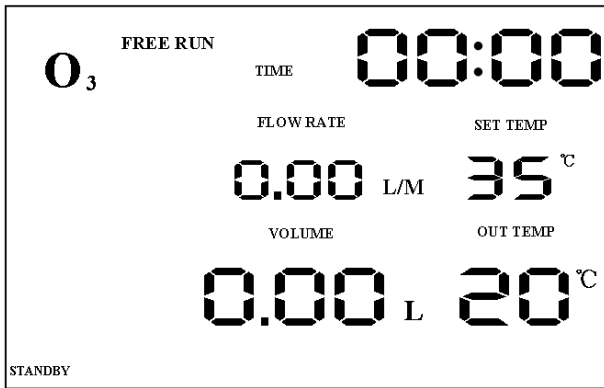 O₃ FREE RUN TIME 00:00
FLOW RATE SET TEMP
0.00 L/M 35 ℃
VOLUME OUT TEMP
0.00 L 20 ℃
STANDBY